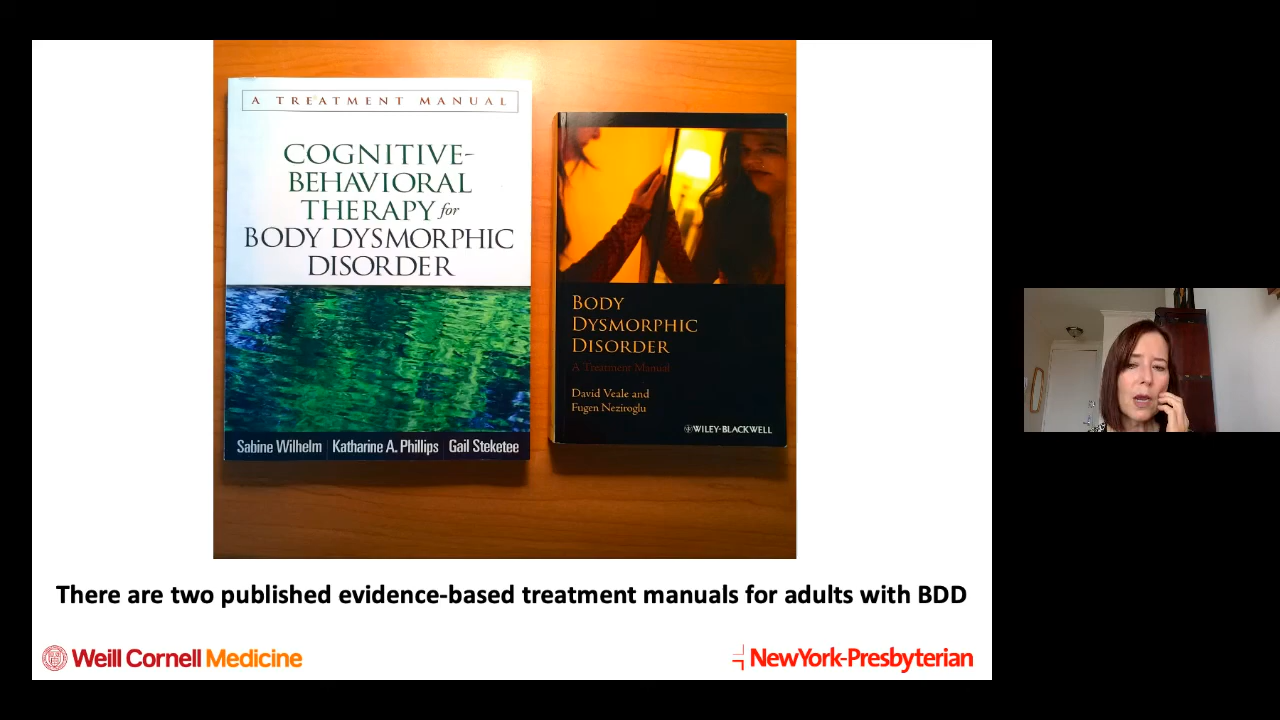 A TREATMENT MANUAL
COGNITIVE-
BEHAVIORAL
THERAPY for
BODY DYSMORPHIC
DISORDER
Sabine Wilhelm Katharine A. Phillips Gail Steketee
BODY
DYSMORPHIC
DISORDER
A Treatment Manual
David Veale and
Fugen Neziroglu
WILEY-BLACKWELL
There are two published evidence-based treatment manuals for adults with BDD
Weill Cornell Medicine
NewYork-Presbyterian